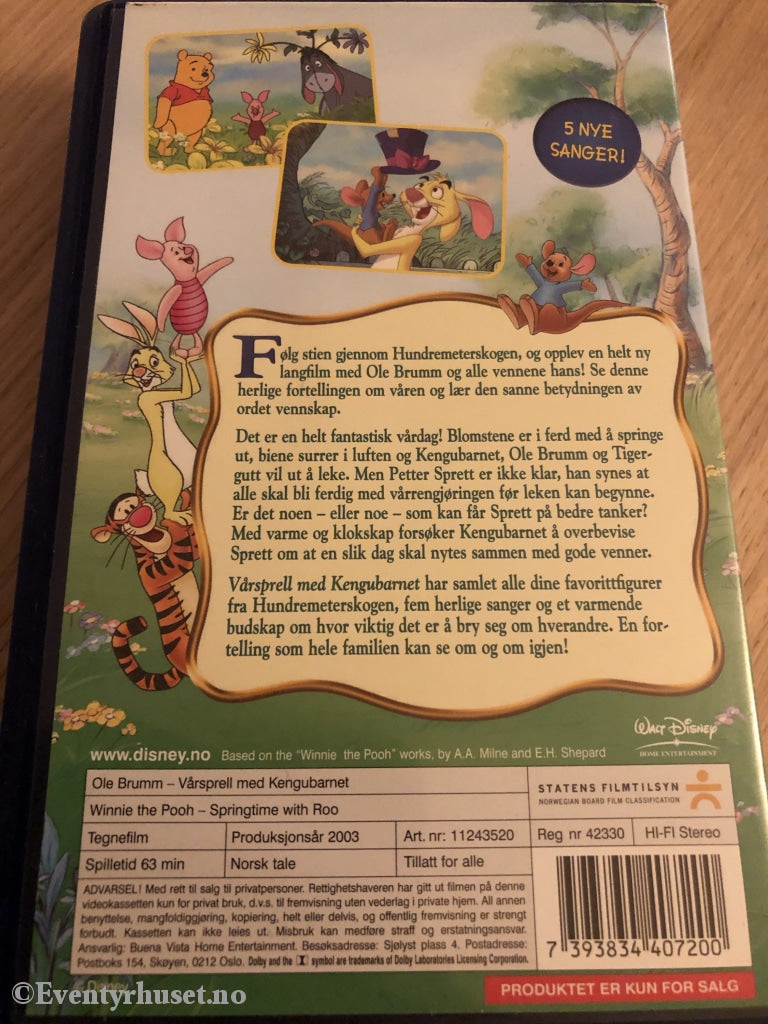 5 NYE
SANGER!
Følg stien gjennom Hundremeterskogen, og opplev en helt ny
langfilm med Ole Brumm og alle vennene hans! Se denne
herlige fortellingen om våren og lær den sanne betydningen av
ordet vennskap.
Det er en helt fantastisk vårdag! Blomstene er i ferd med å springe
ut, biene surrer i luften og Kengubarnet, Ole Brumm og Tiger-
gutt vil ut å leke. Men Petter Sprett er ikke klar, han synes at
alle skal bli ferdig med vårrengjøringen før leken kan begynne.
Er det noen – eller noe – som kan får Sprett på bedre tanker?
Med varme og klokskap forsøker Kengubarnet å overbevise
Sprett om at en slik dag skal nytes sammen med gode venner.
Vårsprell med Kengubarnet har samlet alle dine favorittfigurer
fra Hundremeterskogen, fem herlige sanger og et varmende
budskap om hvor viktig det er å bry seg om hverandre. En for-
telling som hele familien kan se om og om igjen!
WALT DISNEY
HOME ENTERTAINMENT
www.disney.no Based on the "Winnie the Pooh" works, by A.A. Milne and E.H. Shepard
Ole Brumm – Vårsprell med Kengubarnet
Winnie the Pooh – Springtime with Roo
STATENS FILMTILSYN
NORWEGIAN BOARD FILM CLASSIFICATION
Tegnefilm Produksjonsår 2003 Art. nr: 11243520 Reg nr 42330 HI-FI Stereo
Spilletid 63 min Norsk tale Tillatt for alle
ADVARSEL! Med rett til salg til privatpersoner. Rettighetshaveren har gitt ut filmen på denne
videokassetten kun for privat bruk, d.v.s. til fremvisning uten vederlag i private hjem. All annen
benyttelse, mangfoldiggjøring, kopiering, helt eller delvis, og offentlig fremvisning er strengt
forbudt. Kassetten kan ikke leies ut. Misbruk kan medføre straff og erstatningsansvar.
Ansvarlig: Buena Vista Home Entertainment. Besøksadresse: Sjølyst plass 4. Postadresse:
Postboks 154, Skøyen, 0212 Oslo. Dolby and the symbol are trademarks of Dolby Laboratories Licensing Corporation.
7 393834 407200
© Disney
PRODUKTET ER KUN FOR SALG
©Eventyrhuset.no